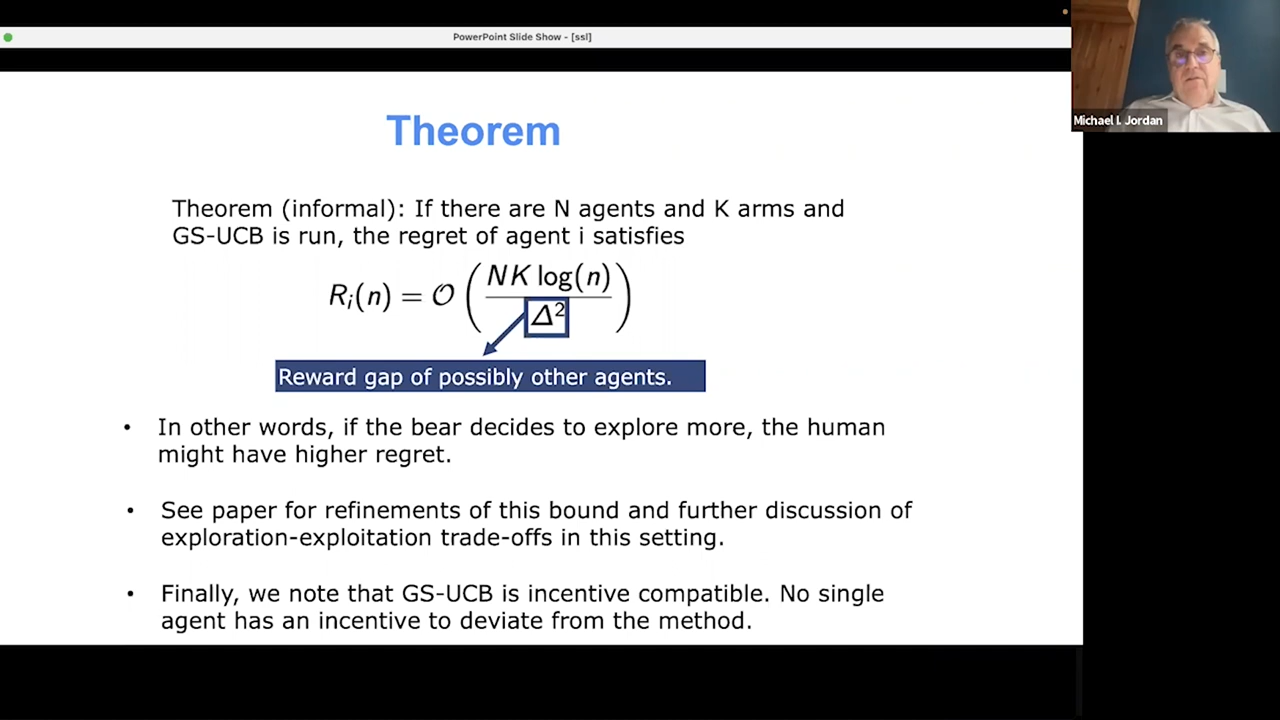 PowerPoint Slide Show - [ssl]
Michael I. Jordan
Theorem
Theorem (informal): If there are N agents and K arms and
GS-UCB is run, the regret of agent i satisfies
R_i(n) = 𝒪 ( NK log(n) / Δ² )
Reward gap of possibly other agents.
• In other words, if the bear decides to explore more, the human
might have higher regret.
• See paper for refinements of this bound and further discussion of
exploration-exploitation trade-offs in this setting.
• Finally, we note that GS-UCB is incentive compatible. No single
agent has an incentive to deviate from the method.